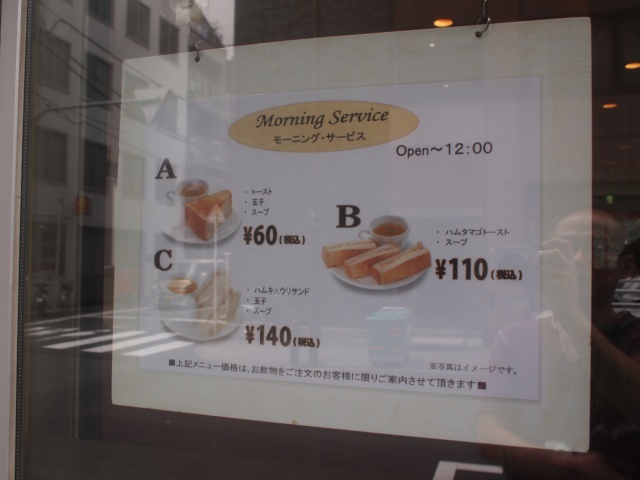 Morning Service
モーニング・サービス
Open～12:00
A
・トースト
・玉子
・スープ
¥60(税込)
B
・ハムタマゴトースト
・スープ
¥110(税込)
C
・ハムキュウリサンド
・玉子
・スープ
¥140(税込)
※写真はイメージです。
■上記メニュー価格は、お飲物をご注文のお客様に限りご案内させて頂きます■